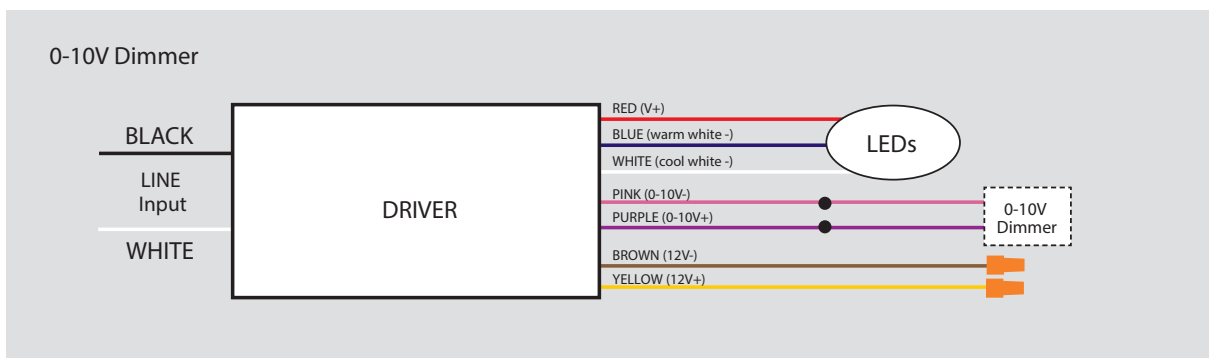 0-10V Dimmer
BLACK
LINE
Input
WHITE
DRIVER
RED (V+)
BLUE (warm white -)
WHITE (cool white -)
PINK (0-10V-)
PURPLE (0-10V+)
BROWN (12V-)
YELLOW (12V+)
LEDs
0-10V
Dimmer